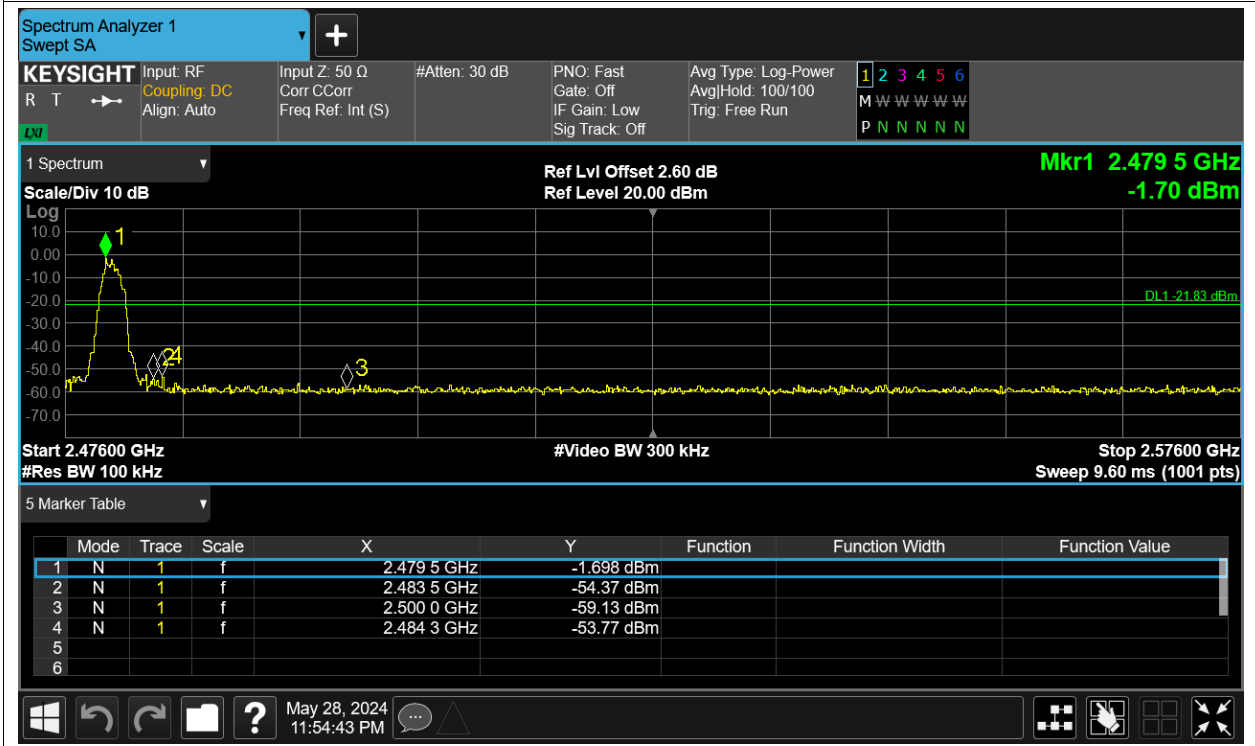 Spectrum Analyzer 1
Swept SA
KEYSIGHT
R T
LXI
Input: RF
Coupling: DC
Align: Auto
Input Z: 50 Ω
Corr CCorr
Freq Ref: Int (S)
#Atten: 30 dB
PNO: Fast
Gate: Off
IF Gain: Low
Sig Track: Off
Avg Type: Log-Power
Avg|Hold: 100/100
Trig: Free Run
1 2 3 4 5 6
M W W W W W
P N N N N N
1 Spectrum
Scale/Div 10 dB
Ref Lvl Offset 2.60 dB
Ref Level 20.00 dBm
Mkr1 2.479 5 GHz
-1.70 dBm
Log
10.0
0.00
-10.0
-20.0
-30.0
-40.0
-50.0
-60.0
-70.0
1
24
3
DL1 -21.83 dBm
Start 2.47600 GHz
#Video BW 300 kHz
Stop 2.57600 GHz
#Res BW 100 kHz
Sweep 9.60 ms (1001 pts)
5 Marker Table
Mode Trace Scale X Y Function Function Width Function Value
1 N 1 f 2.479 5 GHz -1.698 dBm
2 N 1 f 2.483 5 GHz -54.37 dBm
3 N 1 f 2.500 0 GHz -59.13 dBm
4 N 1 f 2.484 3 GHz -53.77 dBm
5
6
?
May 28, 2024
11:54:43 PM